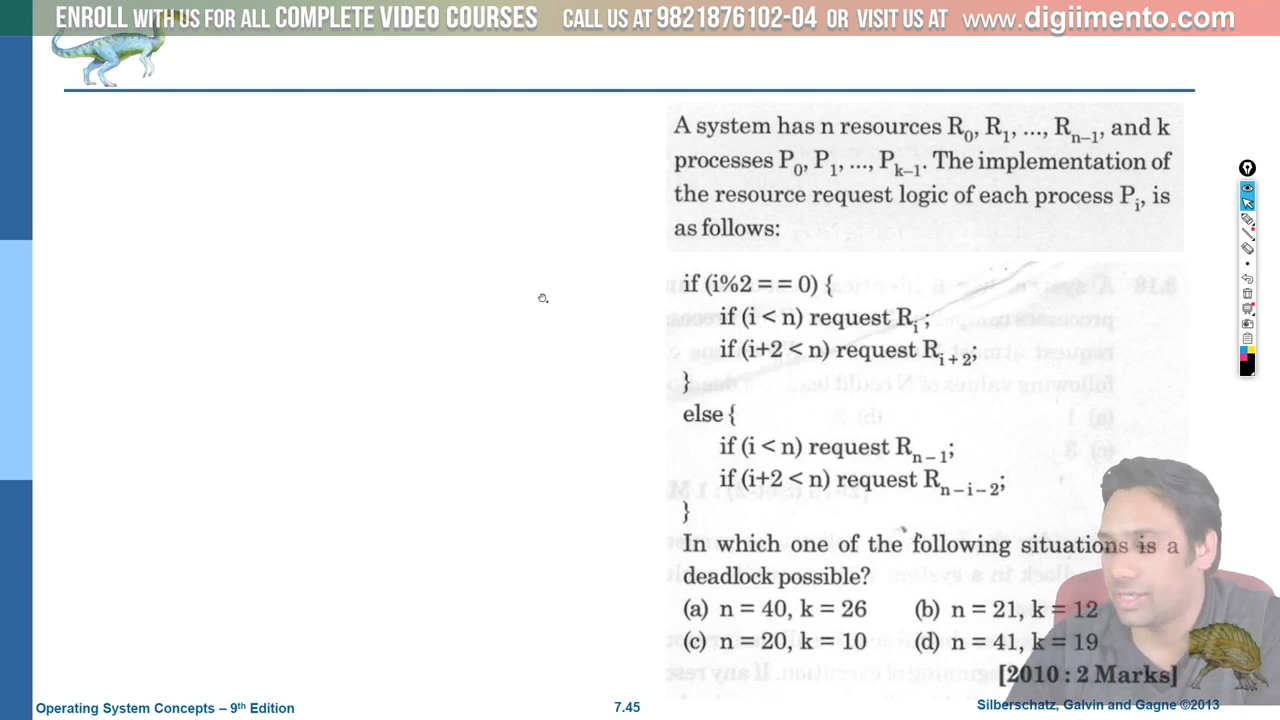 ENROLL WITH US FOR ALL COMPLETE VIDEO COURSES CALL US AT 9821876102-04 OR VISIT US AT www.digiimento.com
A system has n resources R0, R1, ..., Rn–1, and k
processes P0, P1, ..., Pk–1. The implementation of
the resource request logic of each process Pi, is
as follows:
if (i%2 = = 0) {
if (i < n) request Ri;
if (i+2 < n) request Ri + 2;
}
else {
if (i < n) request Rn – 1;
if (i+2 < n) request Rn – i – 2;
}
In which one of the following situations is a
deadlock possible?
(a) n = 40, k = 26 (b) n = 21, k = 12
(c) n = 20, k = 10 (d) n = 41, k = 19
[2010 : 2 Marks]
Operating System Concepts – 9th Edition 7.45 Silberschatz, Galvin and Gagne ©2013